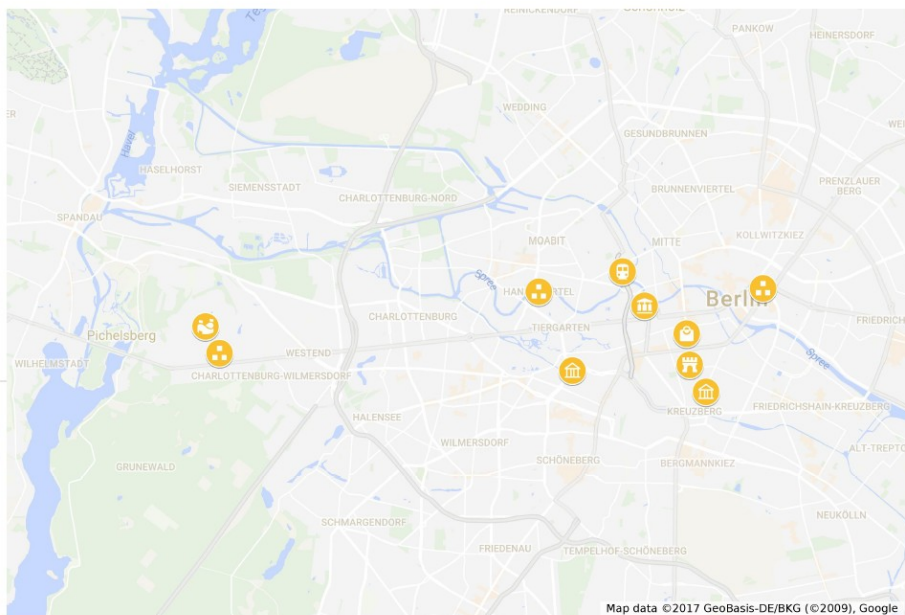 REINICKENDORF
PANKOW
HEINERSDORF
WEDDING
Havel
GESUNDBRUNNEN
HASELHORST
SIEMENSSTADT
BRUNNENVIERTEL
PRENZLAUER
BERG
CHARLOTTENBURG-NORD
SPANDAU
KOLLWITZKIEZ
MOABIT
MITTE
Spree
Berlin
CHARLOTTENBURG
TIERGARTEN
FRIEDRICH
Pichelsberg
WESTEND
WILHELMSTADT
Spree
CHARLOTTENBURG-WILMERSDORF
HALENSEE
KREUZBERG
FRIEDRICHSHAIN-KREUZBERG
WILMERSDORF
ALT-TREPTO
GRUNEWALD
SCHÖNEBERG
BERGMANNKIEZ
SCHMARGENDORF
NEUKÖLLN
FRIEDENAU
TEMPELHOF-SCHÖNEBERG
Map data ©2017 GeoBasis-DE/BKG (©2009), Google